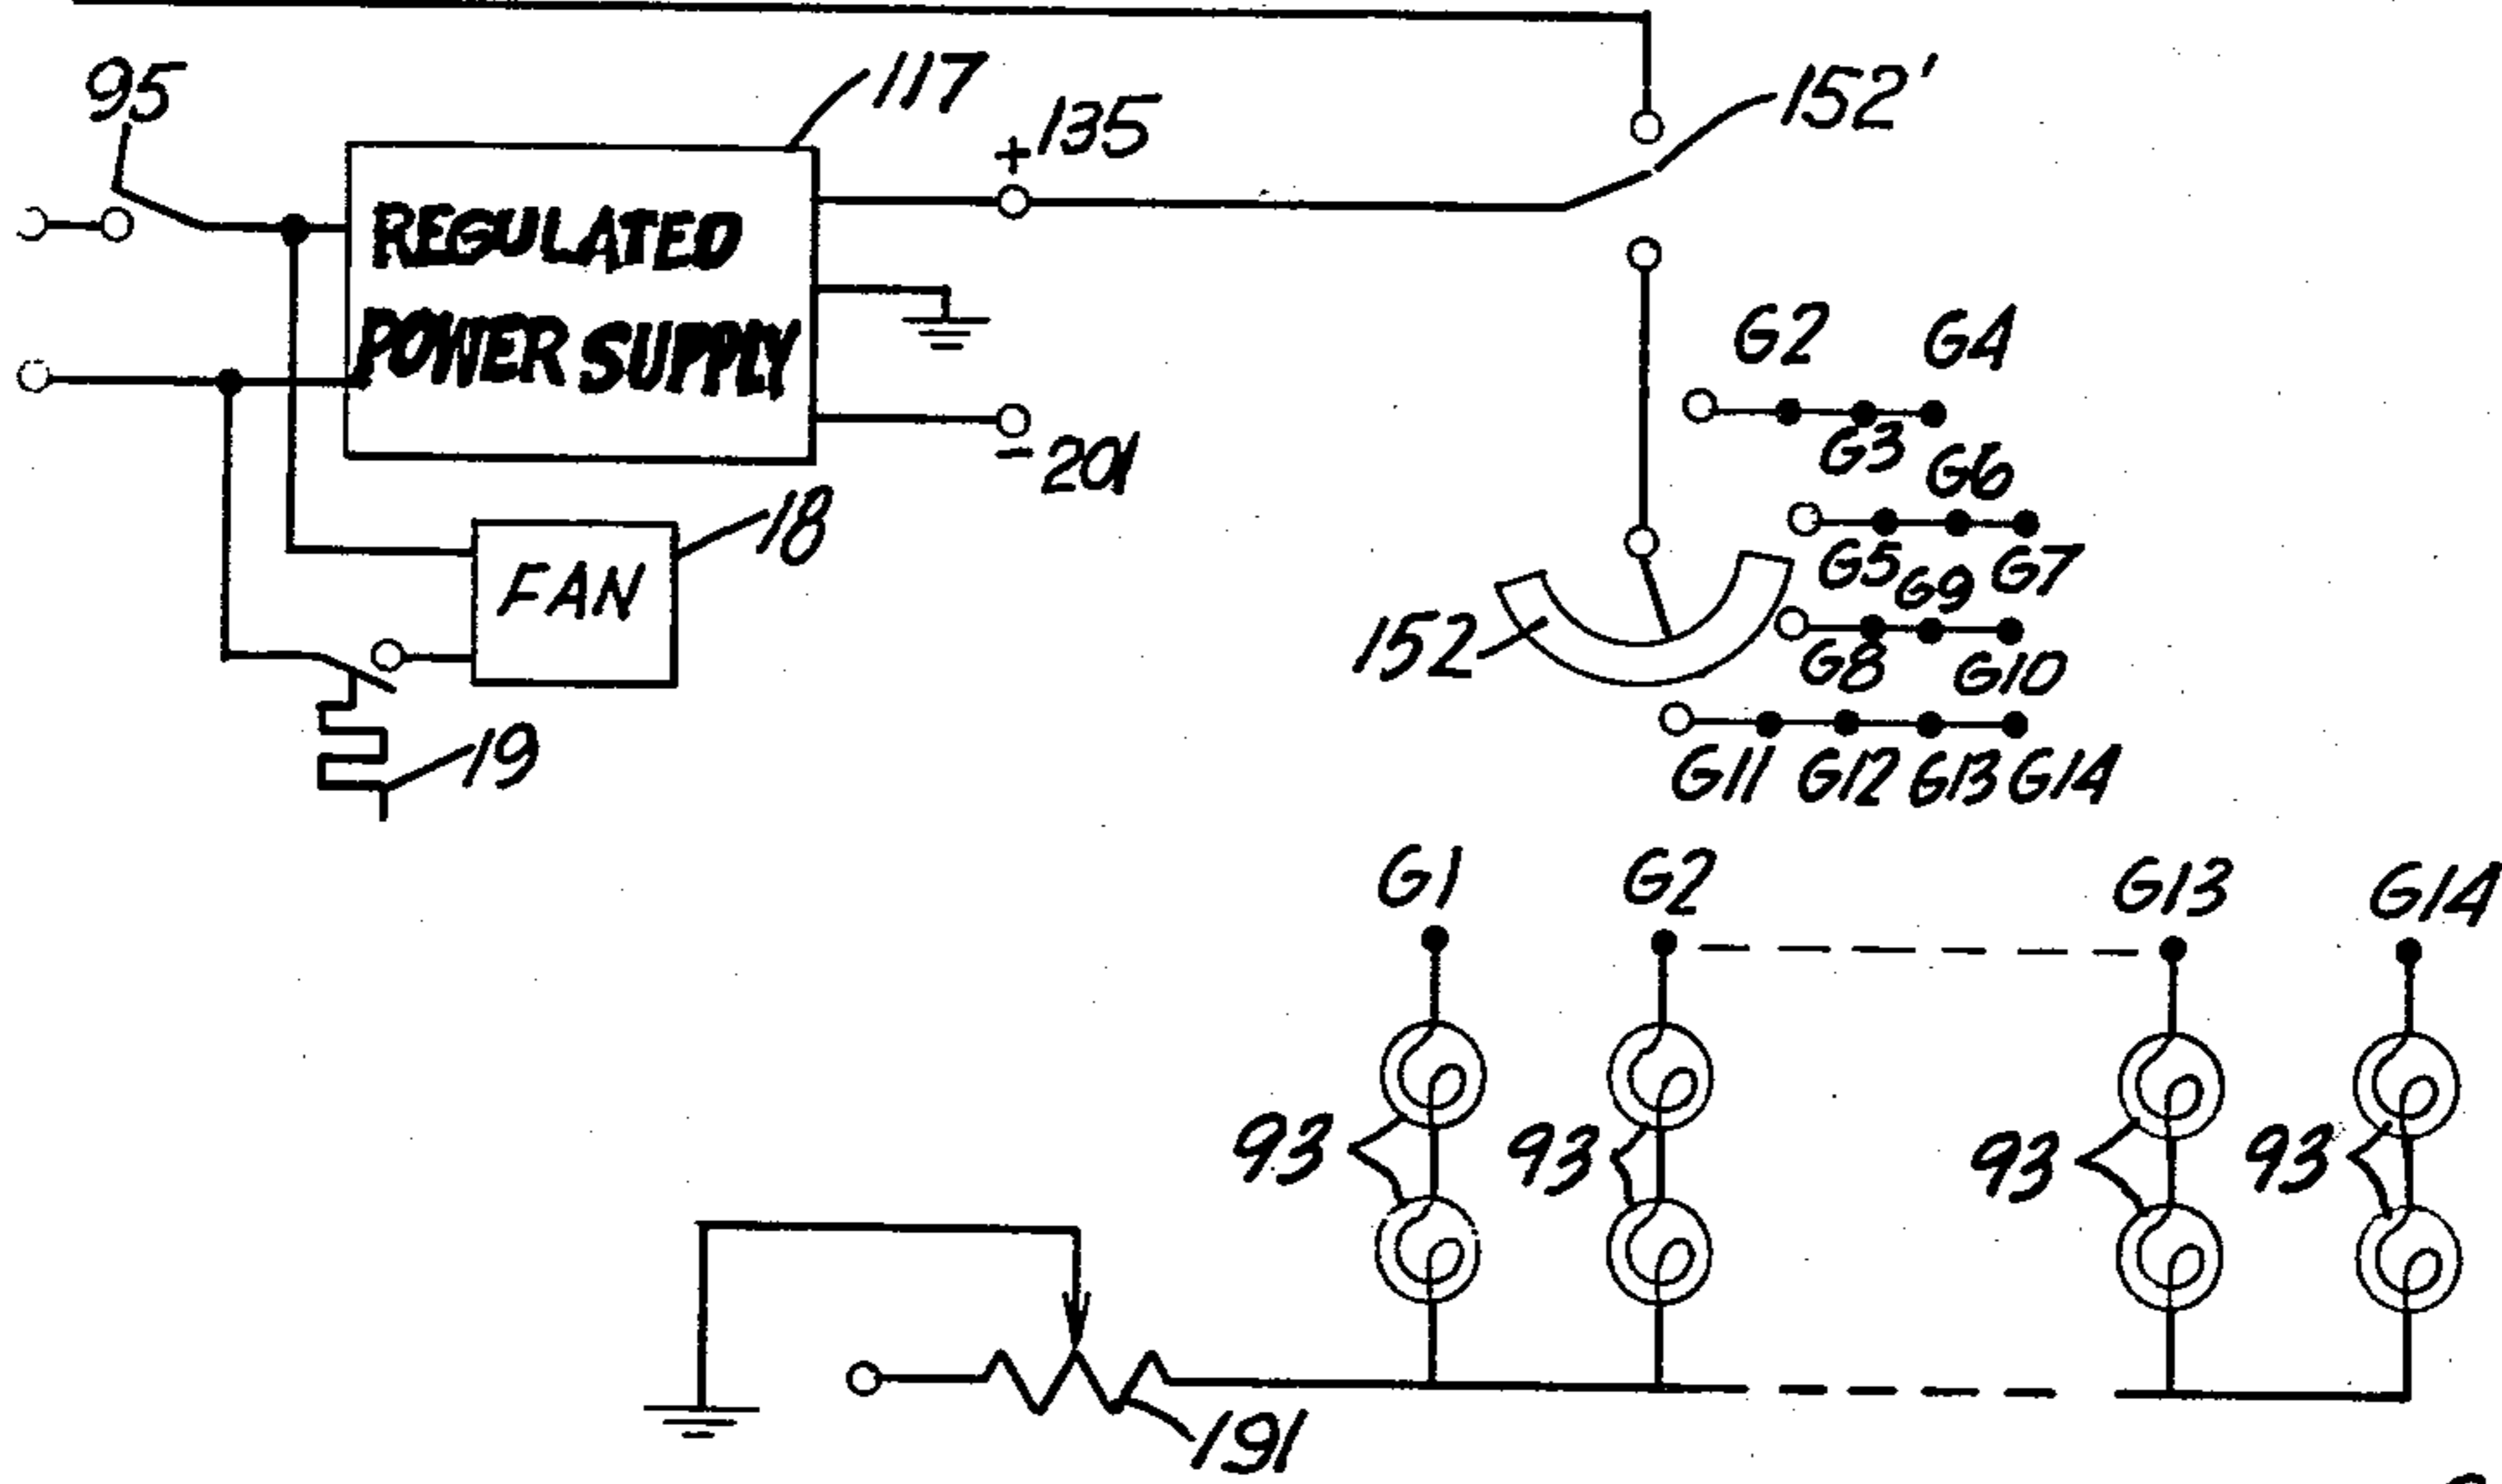 95
117
152'
+ 135
REGULATED
POWER SUPPLY
G2 G4
G3 G6
- 201
18
FAN
G5 G9 G7
152
G8 G10
19
G11 G12 G13 G14
G1 G2 G13 G14
93 93 93 93
191